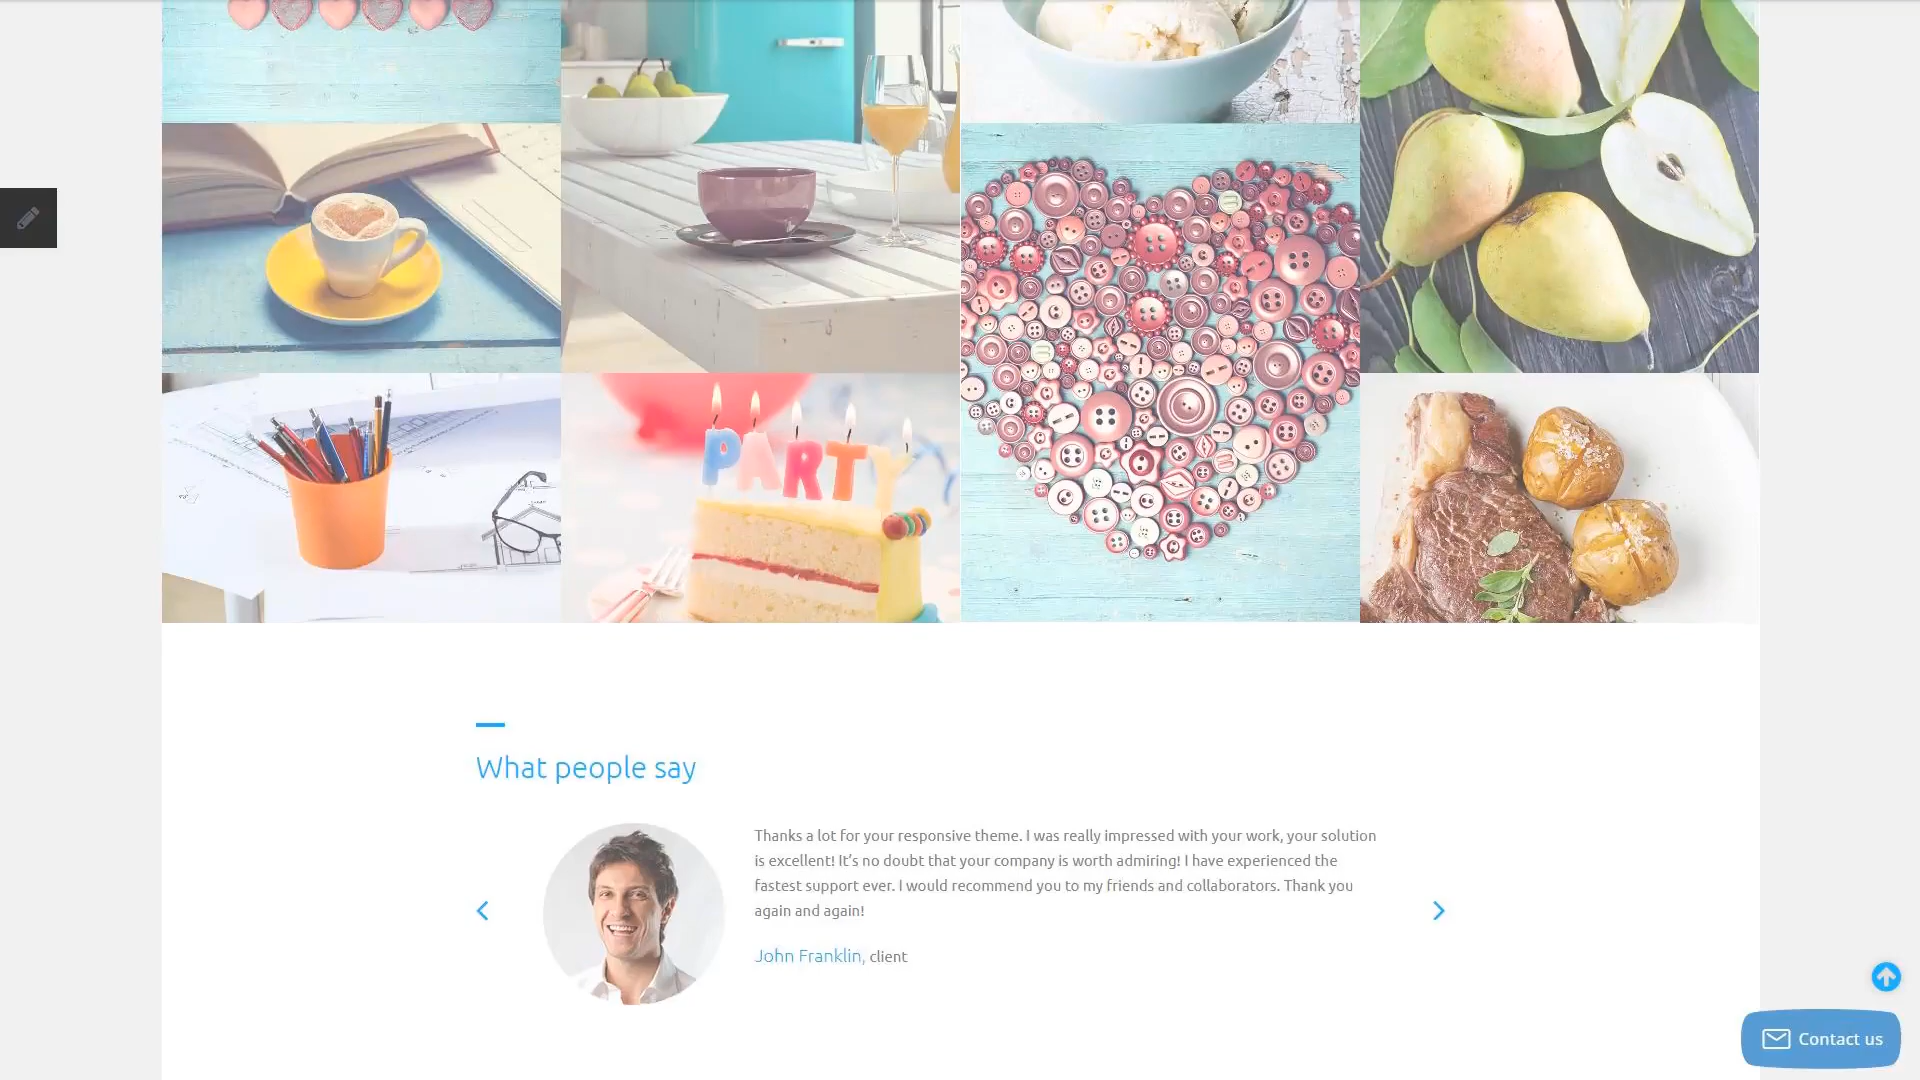 PARTY
What people say
Thanks a lot for your responsive theme. I was really impressed with your work, your solution
is excellent! It’s no doubt that your company is worth admiring! I have experienced the
fastest support ever. I would recommend you to my friends and collaborators. Thank you
again and again!
John Franklin, client
Contact us